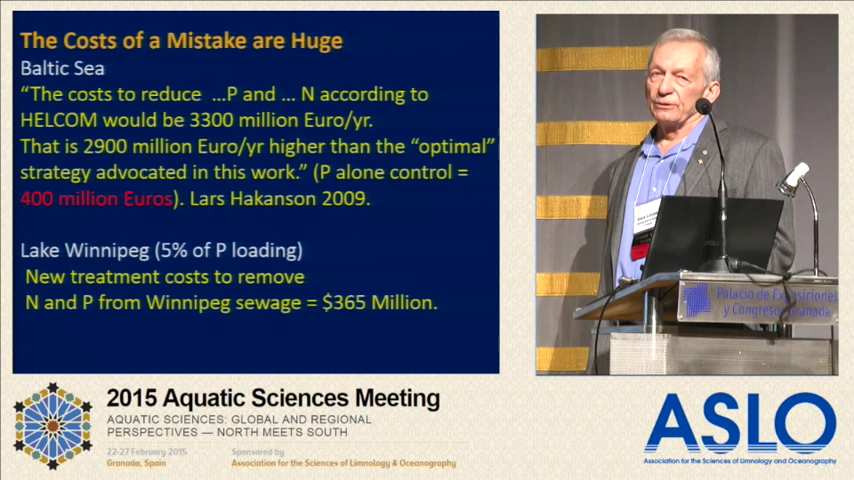 The Costs of a Mistake are Huge
Baltic Sea
“The costs to reduce ...P and ... N according to
HELCOM would be 3300 million Euro/yr.
That is 2900 million Euro/yr higher than the “optimal”
strategy advocated in this work.” (P alone control =
400 million Euros). Lars Hakanson 2009.
Lake Winnipeg (5% of P loading)
New treatment costs to remove
N and P from Winnipeg sewage = $365 Million.
Palacio de Exposiciones
y Congresos Granada
2015 Aquatic Sciences Meeting
AQUATIC SCIENCES: GLOBAL AND REGIONAL
PERSPECTIVES — NORTH MEETS SOUTH
22-27 February 2015
Granada, Spain
Sponsored by
Association for the Sciences of Limnology & Oceanography
ASLO
Association for the Sciences of Limnology and Oceanography